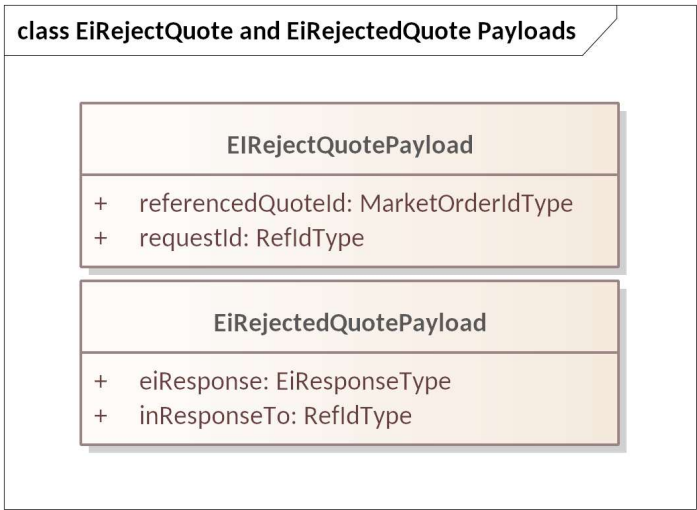 class EiRejectQuote and EiRejectedQuote Payloads
EIRejectQuotePayload
+ referencedQuoteId: MarketOrderIdType
+ requestId: RefIdType
EiRejectedQuotePayload
+ eiResponse: EiResponseType
+ inResponseTo: RefIdType